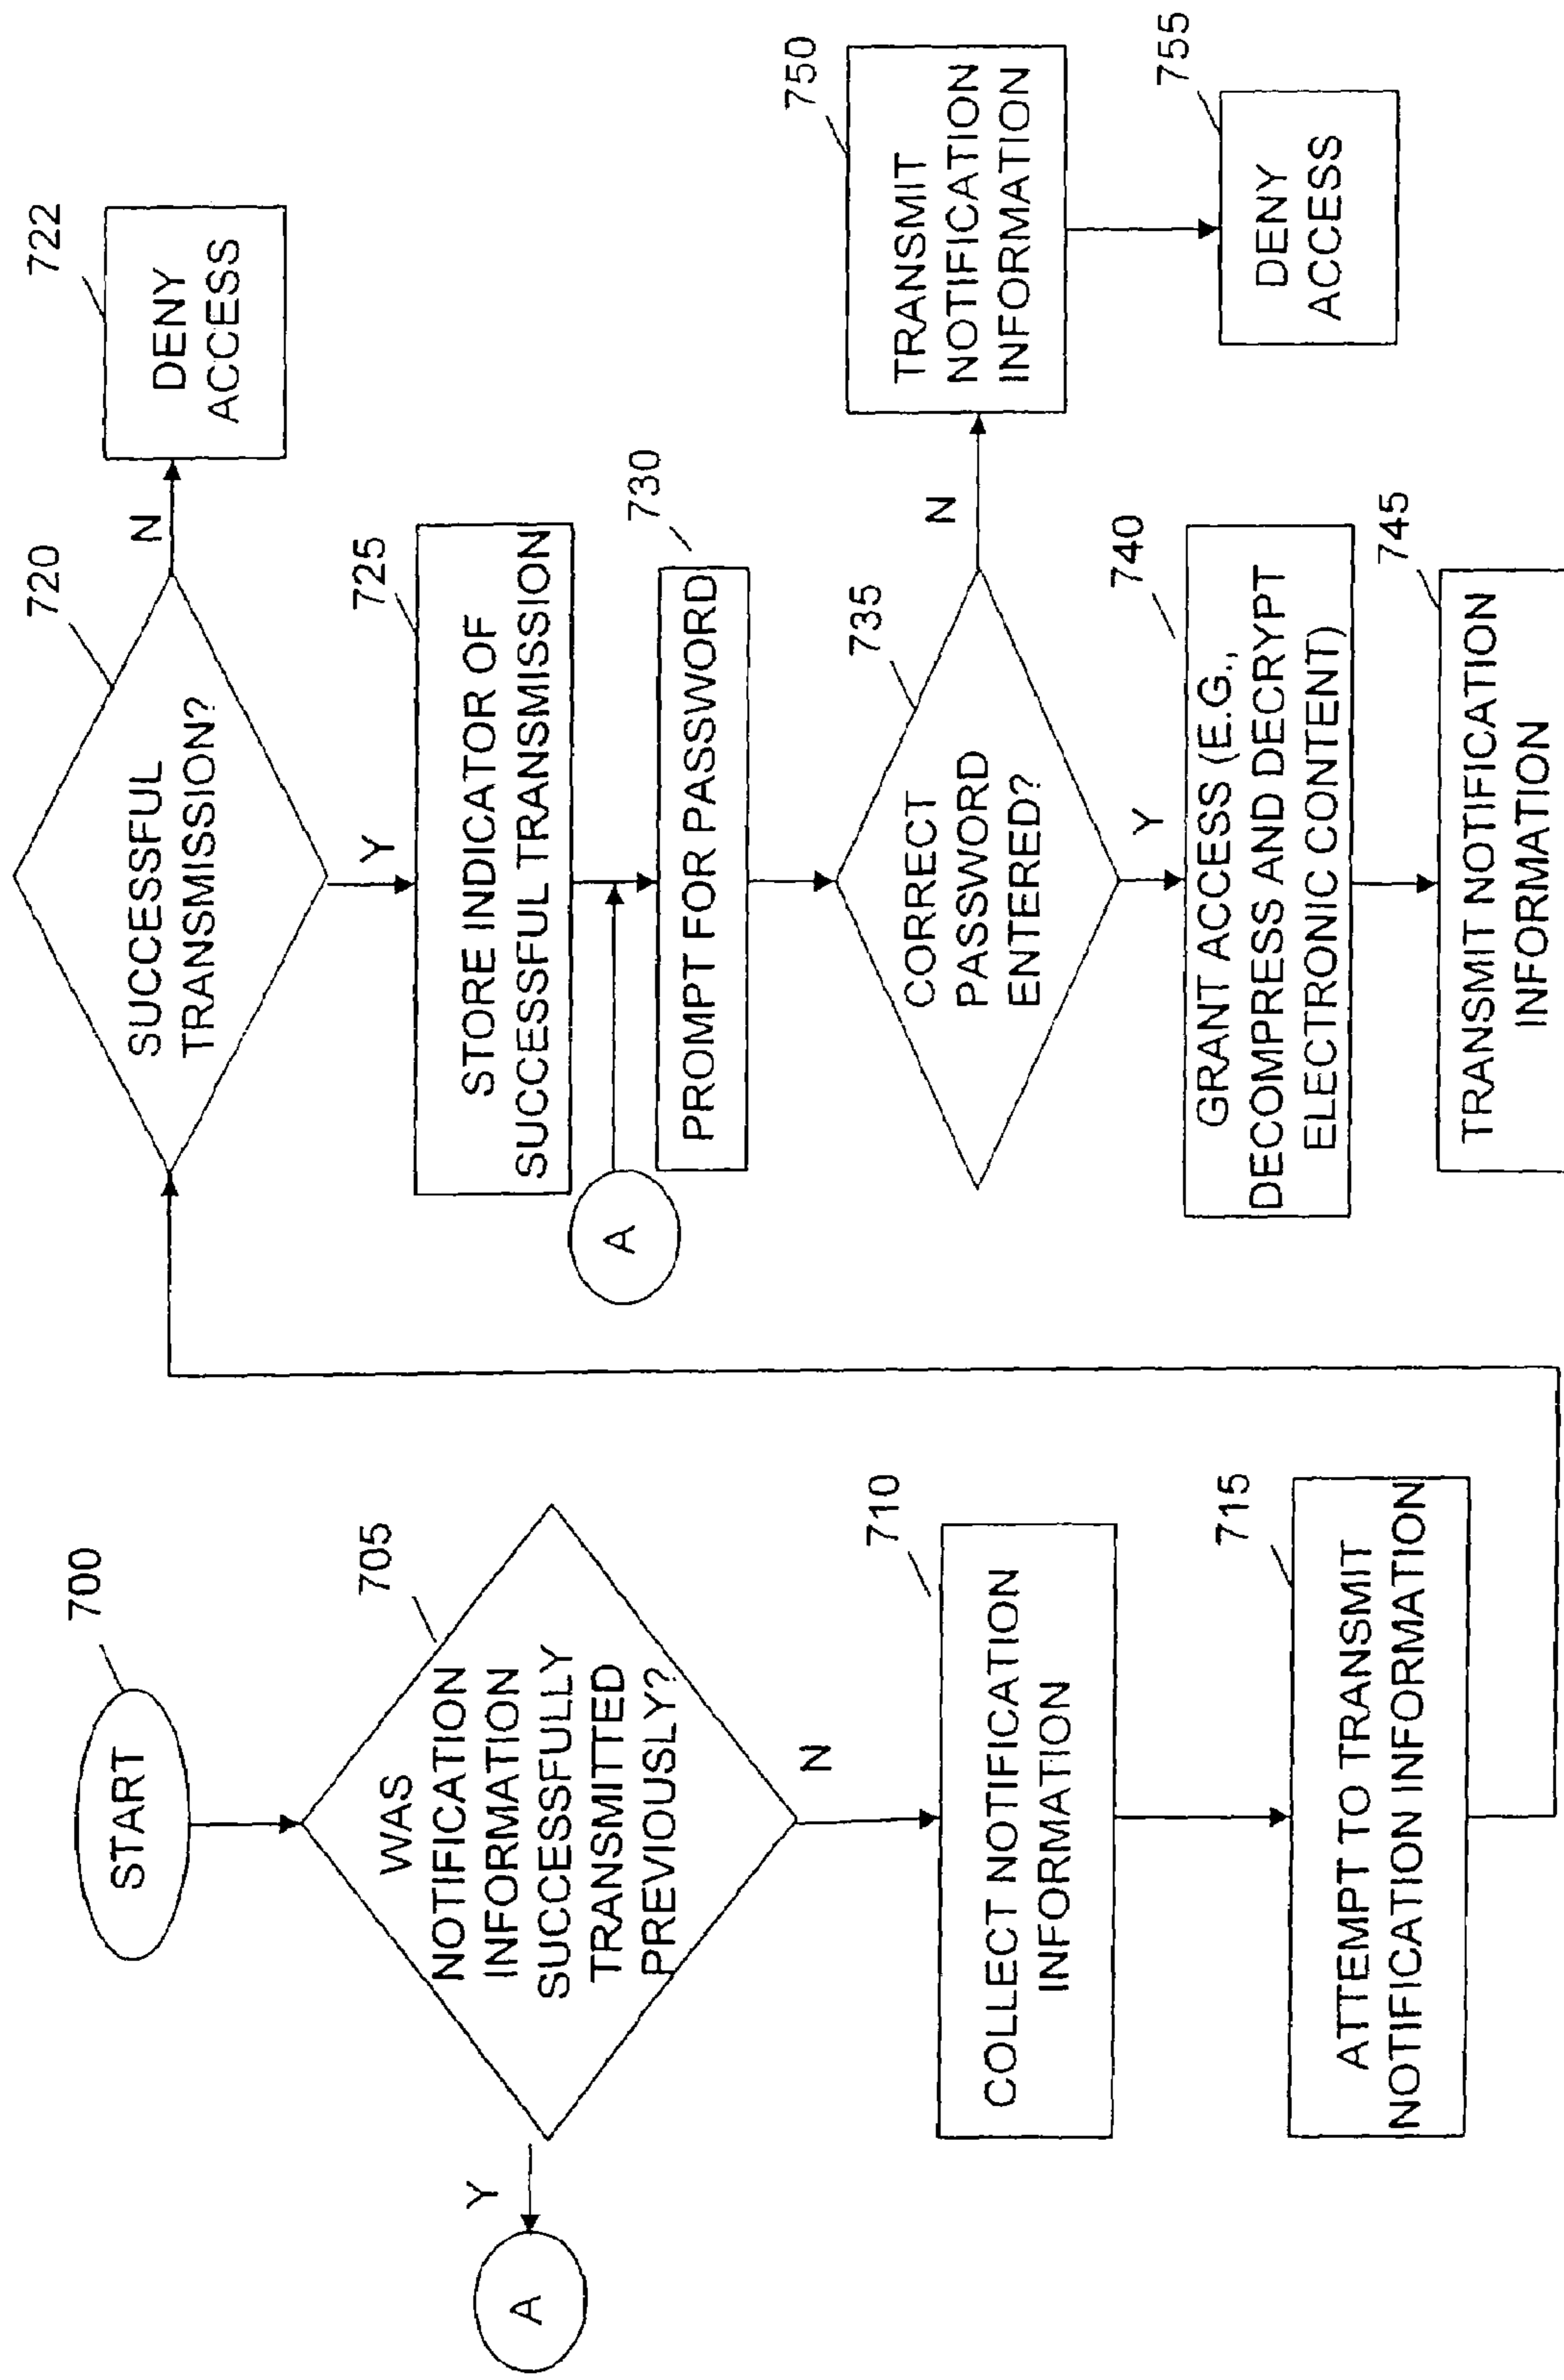 700
START
705
WAS
NOTIFICATION
INFORMATION
SUCCESSFULLY
TRANSMITTED
PREVIOUSLY?
Y
A
N
710
COLLECT NOTIFICATION
INFORMATION
715
ATTEMPT TO TRANSMIT
NOTIFICATION INFORMATION
720
SUCCESSFUL
TRANSMISSION?
N
722
DENY
ACCESS
Y
725
STORE INDICATOR OF
SUCCESSFUL TRANSMISSION
A
730
PROMPT FOR PASSWORD
735
CORRECT
PASSWORD
ENTERED?
N
750
TRANSMIT
NOTIFICATION
INFORMATION
755
DENY
ACCESS
Y
740
GRANT ACCESS (E.G.,
DECOMPRESS AND DECRYPT
ELECTRONIC CONTENT)
745
TRANSMIT NOTIFICATION
INFORMATION